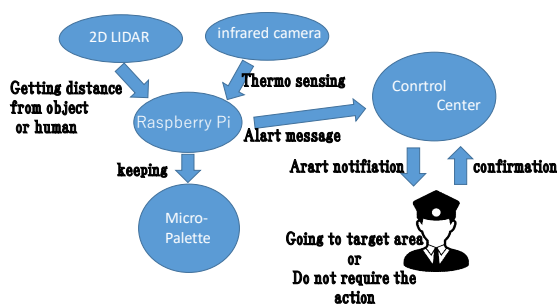 2D LIDAR
infrared camera
Getting distance
from object
or human
Thermo sensing
Raspberry Pi
Alart message
Conrtrol
Center
keeping
Micro-
Palette
Arart notifiation
confirmation
Going to target area
or
Do not require the
action